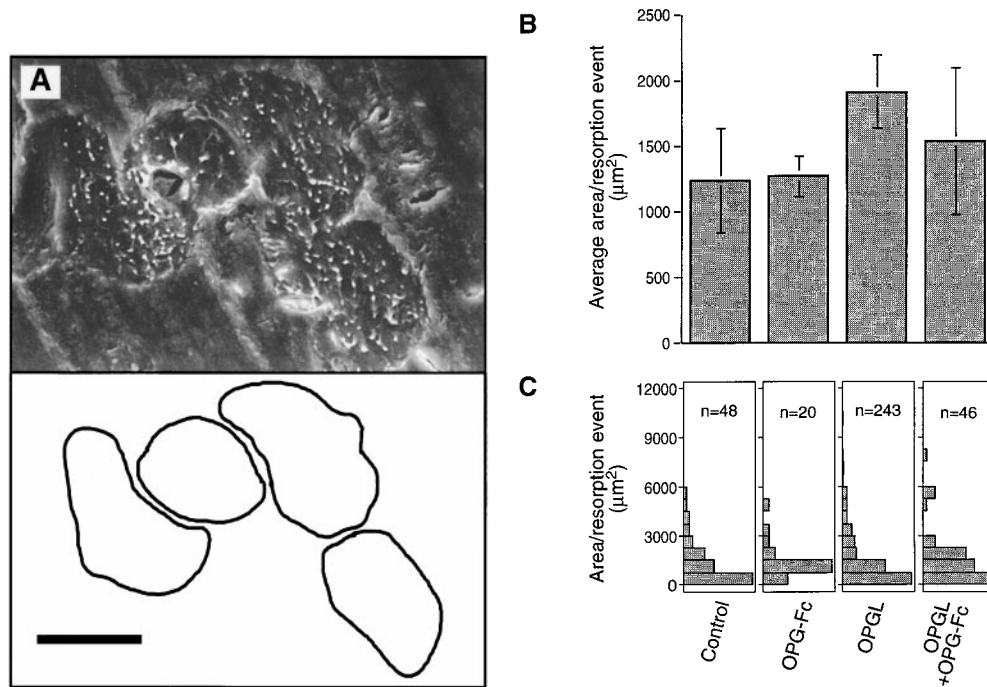 A
B
Average area/resorption event
(μm²)
2500
2000
1500
1000
500
0
C
Area/resorption event
(μm²)
12000
9000
6000
3000
0
n=48
n=20
n=243
n=46
Control
OPG-Fc
OPGL
OPGL
+OPG-Fc